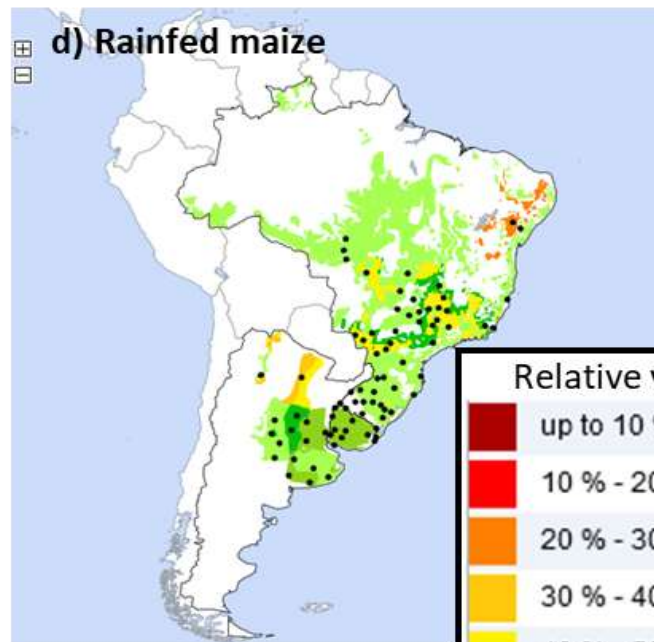 d) Rainfed maize
Relative
up to 10
10 % - 20
20 % - 30
30 % - 40